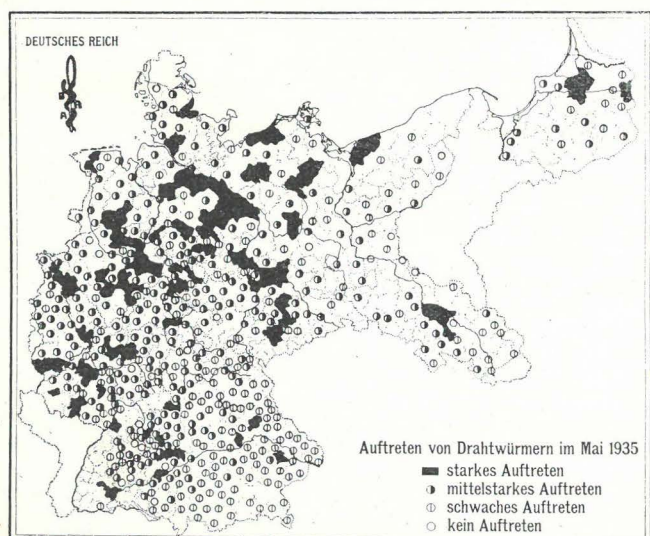 DEUTSCHES REICH
Auftreten von Drahtwürmern im Mai 1935
starkes Auftreten
mittelstarkes Auftreten
schwaches Auftreten
kein Auftreten